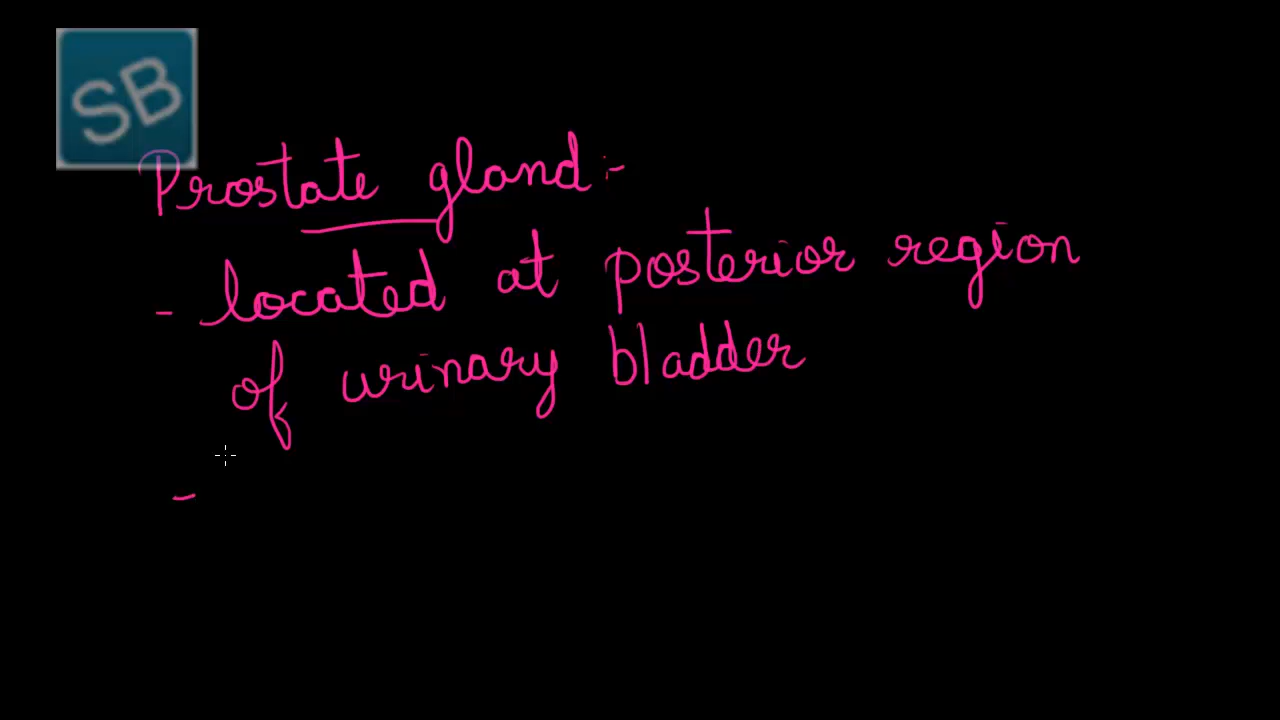 SB
Prostate gland :-
- located at posterior region
of urinary bladder
-